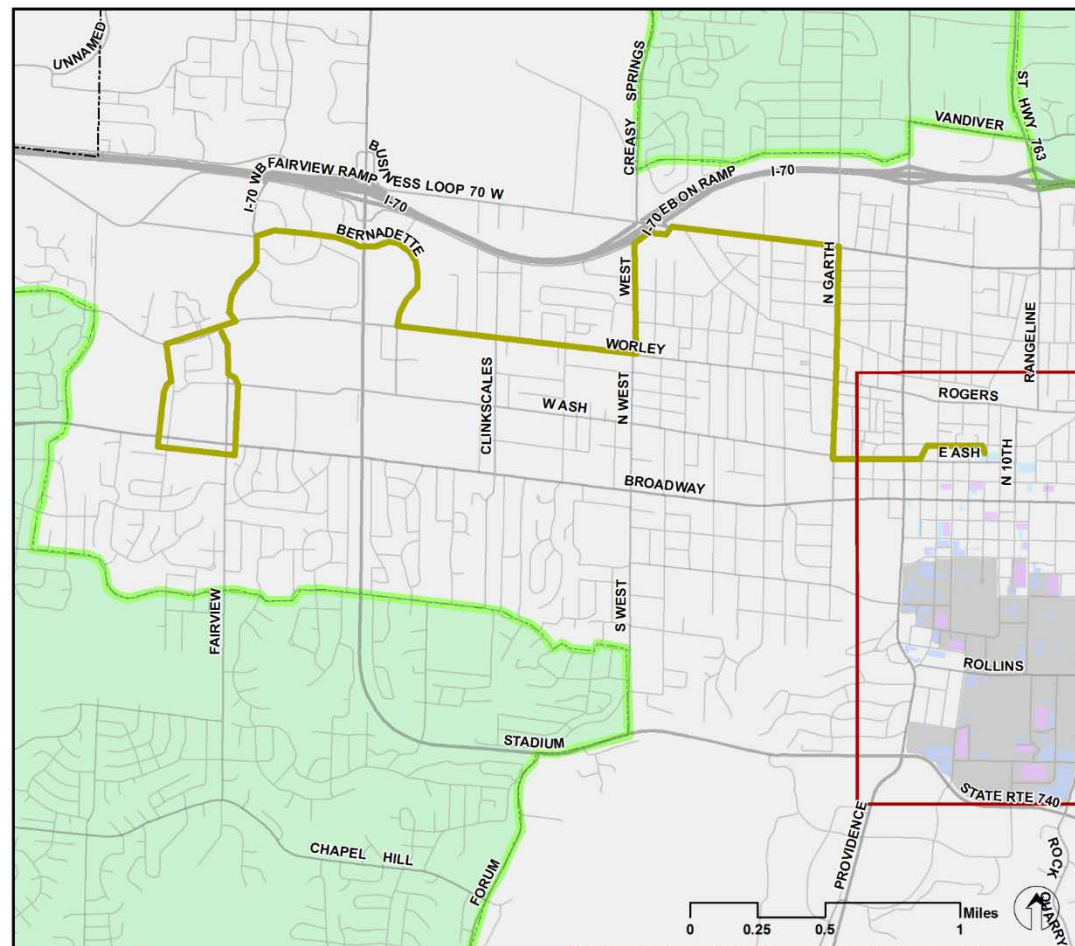 UNNAMED
CREASY SPRINGS
ST HWY 763
VANDIVER
BUSINESS LOOP 70 W
FAIRVIEW RAMP
I-70 WB
I-70
I-70 EB ON RAMP
I-70
BERNADETTE
WEST
N GARTH
RANGELINE
WORLEY
CLINKSCALES
W ASH
N WEST
ROGERS
E ASH
N 10TH
BROADWAY
FAIRVIEW
S WEST
ROLLINS
STADIUM
STATE RTE 740
CHAPEL HILL
FORUM
PROVIDENCE
ROCK QUARRY
Miles
0 0.25 0.5 1